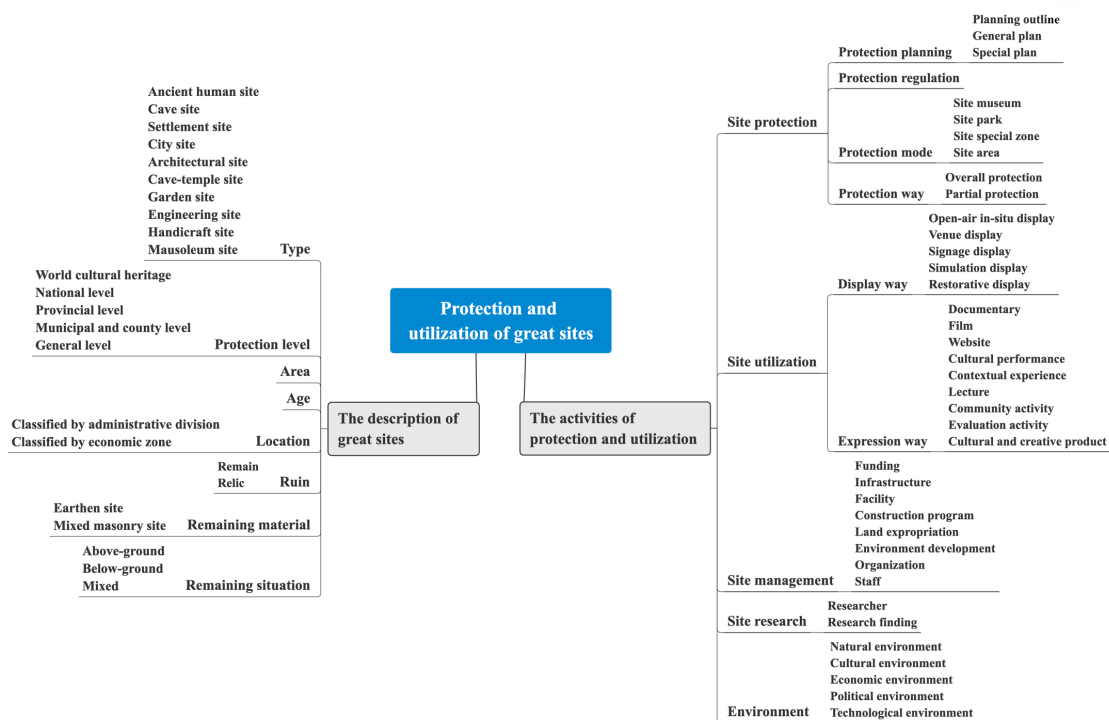 Protection and
utilization of great sites
The description of
great sites
Ancient human site
Cave site
Settlement site
City site
Architectural site
Cave-temple site
Garden site
Engineering site
Handicraft site
Mausoleum site
Type
World cultural heritage
National level
Provincial level
Municipal and county level
General level
Protection level
Area
Age
Classified by administrative division
Classified by economic zone
Location
Remain
Relic
Ruin
Earthen site
Mixed masonry site
Remaining material
Above-ground
Below-ground
Mixed
Remaining situation
The activities of
protection and utilization
Site protection
Protection planning
Planning outline
General plan
Special plan
Protection regulation
Protection mode
Site museum
Site park
Site special zone
Site area
Protection way
Overall protection
Partial protection
Site utilization
Display way
Open-air in-situ display
Venue display
Signage display
Simulation display
Restorative display
Expression way
Documentary
Film
Website
Cultural performance
Contextual experience
Lecture
Community activity
Evaluation activity
Cultural and creative product
Site management
Funding
Infrastructure
Facility
Construction program
Land expropriation
Environment development
Organization
Staff
Site research
Researcher
Research finding
Environment
Natural environment
Cultural environment
Economic environment
Political environment
Technological environment